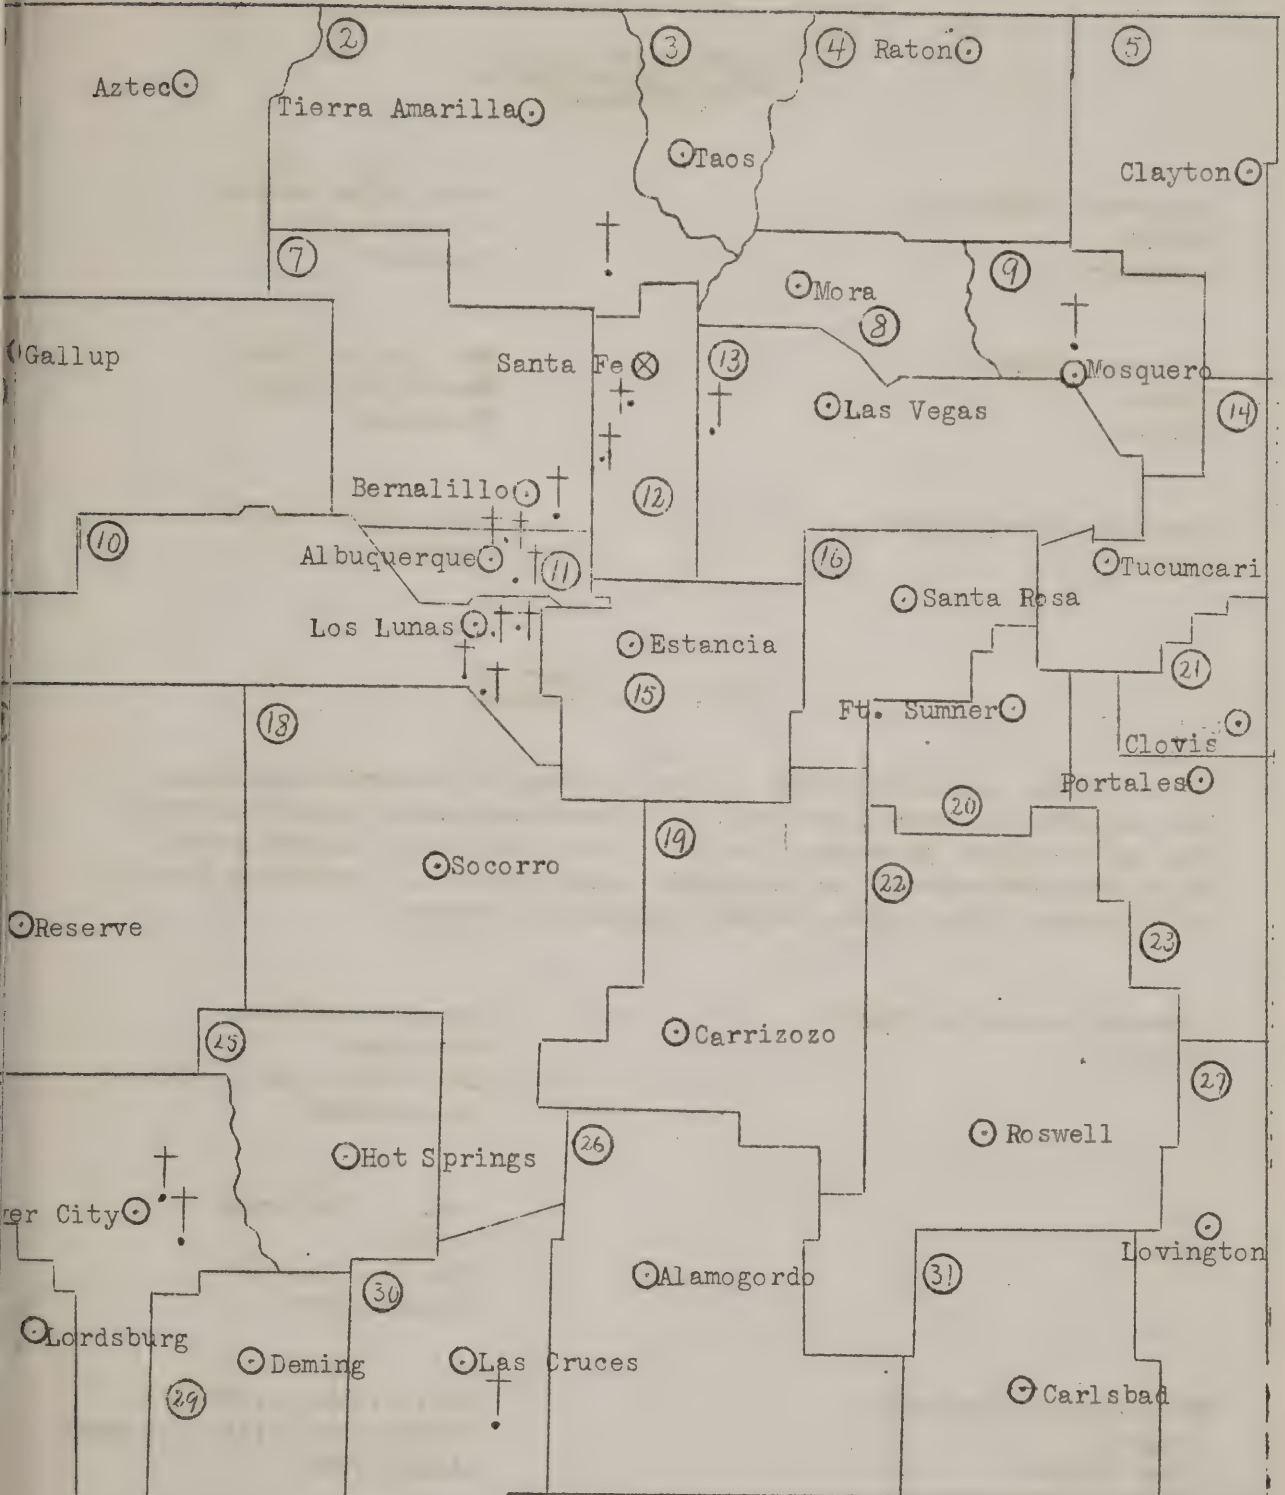 2
3
4
Raton
5
Aztec
Tierra Amarilla
Taos
Clayton
7
9
Mora
8
Gallup
Santa Fe
13
Mosquero
Las Vegas
14
Bernalillo
12
10
Albuquerque
11
16
Tucumcari
Santa Rosa
Los Lunas
Estancia
15
21
18
Ft. Sumner
Clovis
Portales
20
19
Socorro
22
Reserve
23
25
Carrizozo
27
26
Roswell
Hot Springs
er City
Lovington
Alamogordo
31
30
Lordsburg
Deming
Las Cruces
29
Carlsbad